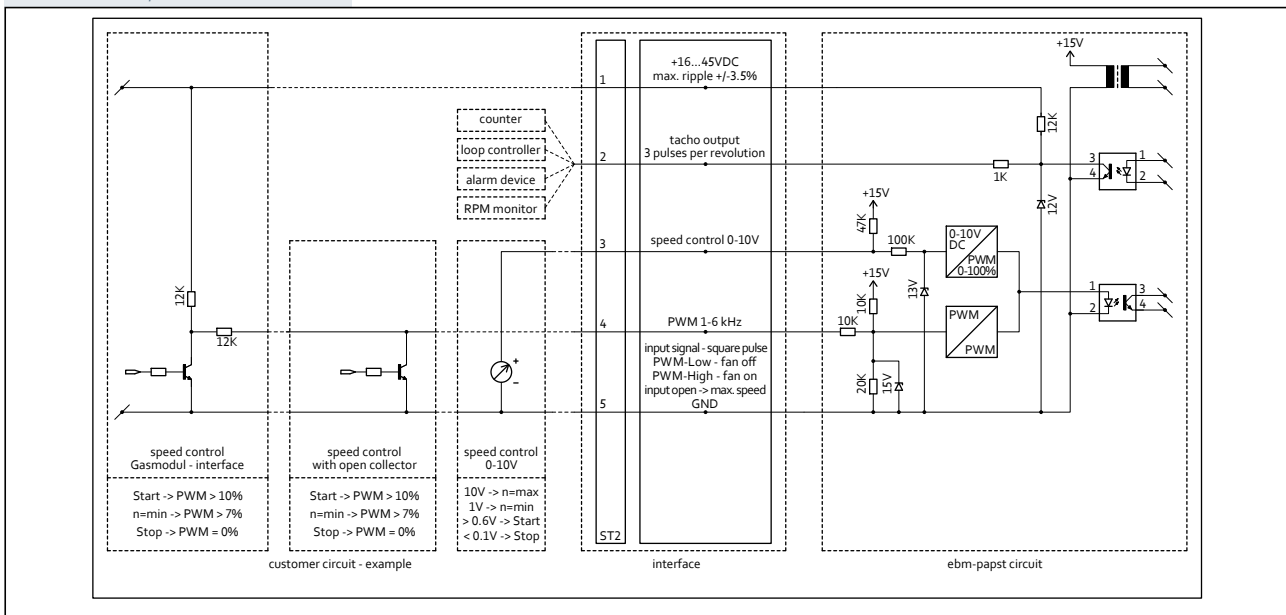 +16...45VDC
max. ripple +/-3.5%
+15V
1
12K
counter
loop controller
alarm device
RPM monitor
2
tacho output
3 pulses per revolution
1K
3
4
1
2
12V
+15V
47K
3
speed control 0-10V
100K
0-10V
DC
PWM
0-100%
13V
+15V
10K
12K
12K
4
PWM 1-6 kHz
10K
PWM
PWM
1
2
3
4
+
–
input signal - square pulse
PWM-Low - fan off
PWM-High - fan on
input open -> max. speed
GND
20K
15V
5
speed control
Gasmodul - interface
Start -> PWM > 10%
n=min -> PWM > 7%
Stop -> PWM = 0%
speed control
with open collector
Start -> PWM > 10%
n=min -> PWM > 7%
Stop -> PWM = 0%
speed control
0-10V
10V -> n=max
1V -> n=min
> 0.6V -> Start
< 0.1V -> Stop
ST2
customer circuit - example
interface
ebm-papst circuit